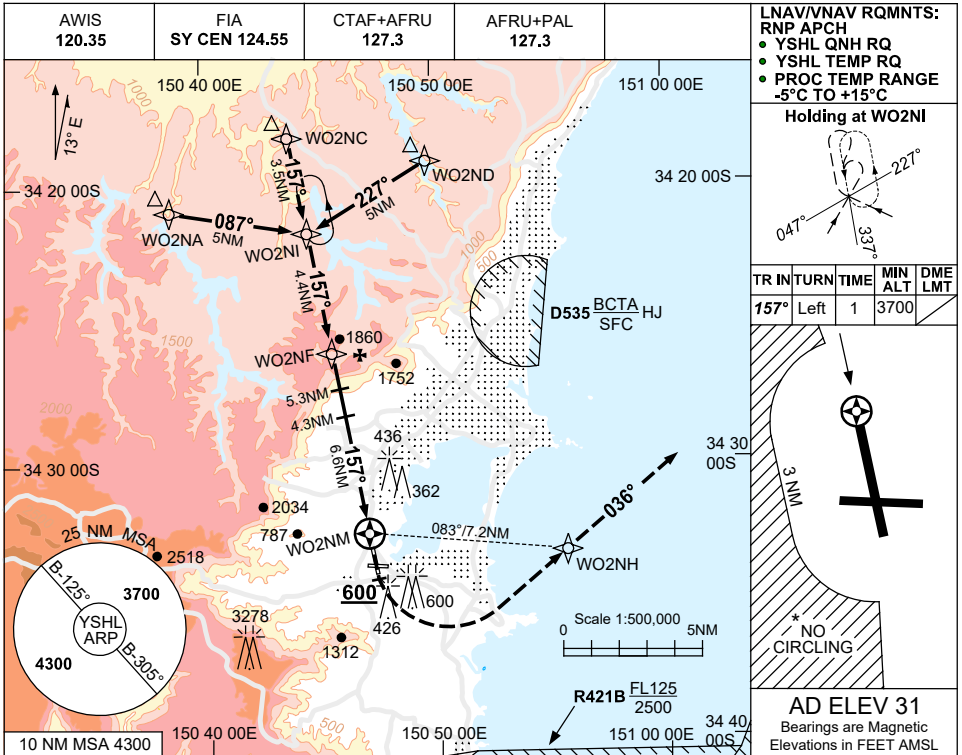 AWIS
120.35
FIA
SY CEN 124.55
CTAF+AFRU
127.3
AFRU+PAL
127.3
LNAV/VNAV RQMNTS:
RNP APCH
• YSHL QNH RQ
• YSHL TEMP RQ
• PROC TEMP RANGE
-5°C TO +15°C
150 40 00E
150 50 00E
151 00 00E
13° E
1000
WO2NC
157°
3.5NM
WO2ND
227°
5NM
34 20 00S
34 20 00S
WO2NA
087°
5NM
WO2NI
157°
4.4NM
1000
500
D535 BCTA
SFC
HJ
1500
WO2NF
1860
1752
5.3NM
4.3NM
2000
157°
6.6NM
436
362
34 30
00S
34 30 00S
2034
787
WO2NM
083°/7.2NM
036°
WO2NH
25 NM MSA
2518
B-125°
3700
YSHL
ARP
4300
B-305°
600
600
426
3278
1312
Scale 1:500,000
0
5NM
R421B FL125
2500
500
34 40
00S
10 NM MSA 4300
150 40 00E
150 50 00E
151 00 00E
Holding at WO2NI
227°
047°
337°
TR IN
TURN
TIME
MIN
ALT
DME
LMT
157°
Left
1
3700
3 NM
* NO
CIRCLING
AD ELEV 31
Bearings are Magnetic
Elevations in FEET AMSL